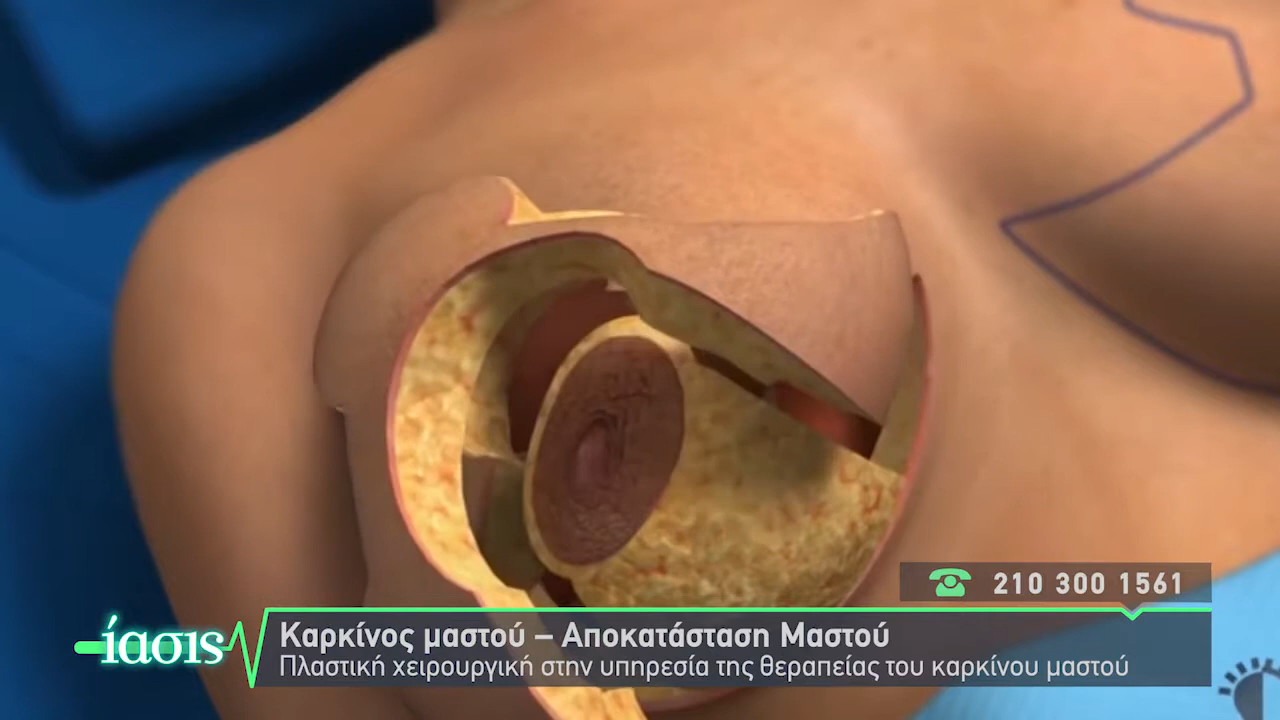 210 300 1561
ίασις
Καρκίνος μαστού – Αποκατάσταση Μαστού
Πλαστική χειρουργική στην υπηρεσία της θεραπείας του καρκίνου μαστού